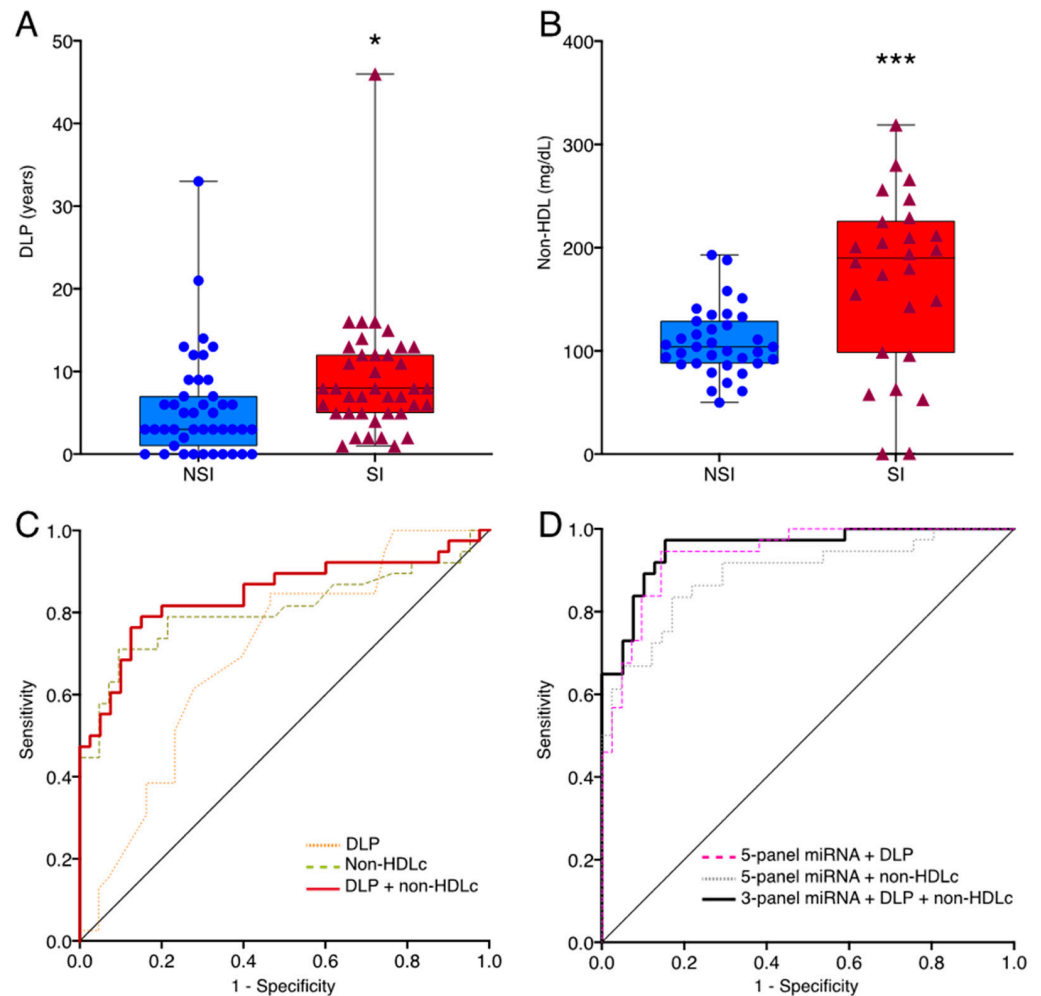 A
50
40
30
20
10
0
DLP (years)
*
NSI
SI
B
400
300
200
100
0
Non-HDL (mg/dL)
***
NSI
SI
C
1.0
0.8
0.6
0.4
0.2
0.0
Sensitivity
DLP
Non-HDLc
DLP + non-HDLc
0.0 0.2 0.4 0.6 0.8 1.0
1 - Specificity
D
1.0
0.8
0.6
0.4
0.2
0.0
Sensitivity
5-panel miRNA + DLP
5-panel miRNA + non-HDLc
3-panel miRNA + DLP + non-HDLc
0.0 0.2 0.4 0.6 0.8 1.0
1 - Specificity